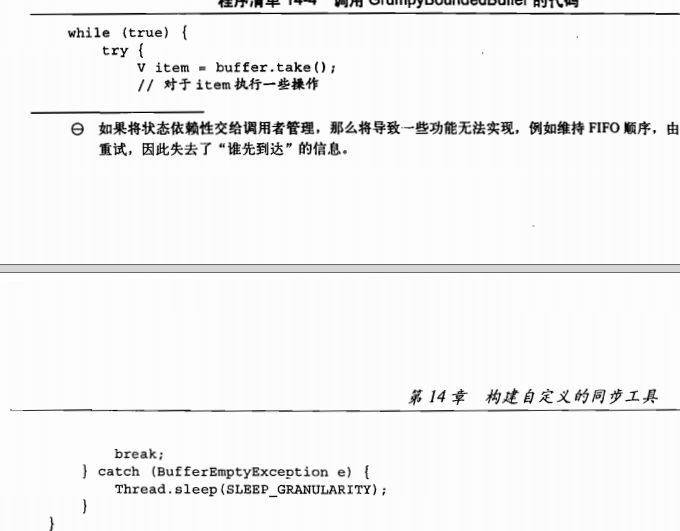 程序清单 14-4 调用 GrumpyBoundedBuffer 的代码
while (true) {
try {
V item = buffer.take();
// 对于 item 执行一些操作
⊖ 如果将状态依赖性交给调用者管理，那么将导致一些功能无法实现，例如维持 FIFO 顺序，由
重试，因此失去了“谁先到达”的信息。
第 14 章 构建自定义的同步工具
break;
} catch (BufferEmptyException e) {
Thread.sleep(SLEEP_GRANULARITY);
}
}